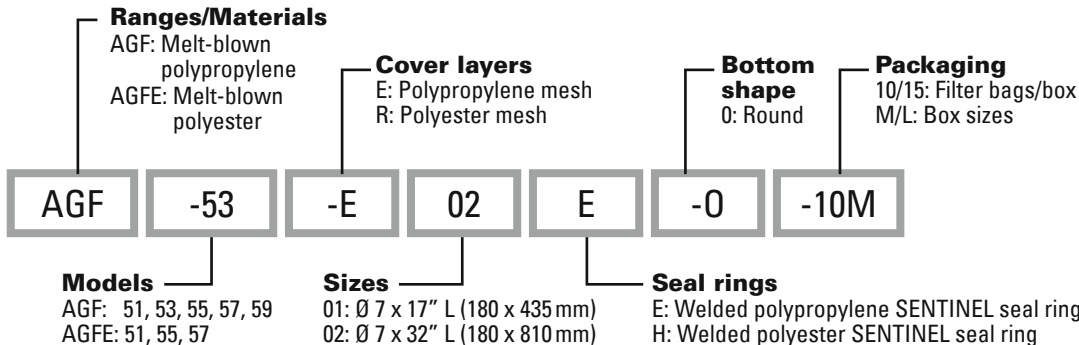 Ranges/Materials
AGF: Melt-blown
polypropylene
AGFE: Melt-blown
polyester
Cover layers
E: Polypropylene mesh
R: Polyester mesh
Bottom
shape
0: Round
Packaging
10/15: Filter bags/box
M/L: Box sizes
AGF -53 -E 02 E -O -10M
Models
AGF: 51, 53, 55, 57, 59
AGFE: 51, 55, 57
Sizes
01: Ø 7 x 17” L (180 x 435 mm)
02: Ø 7 x 32” L (180 x 810 mm)
Seal rings
E: Welded polypropylene SENTINEL seal ring
H: Welded polyester SENTINEL seal ring